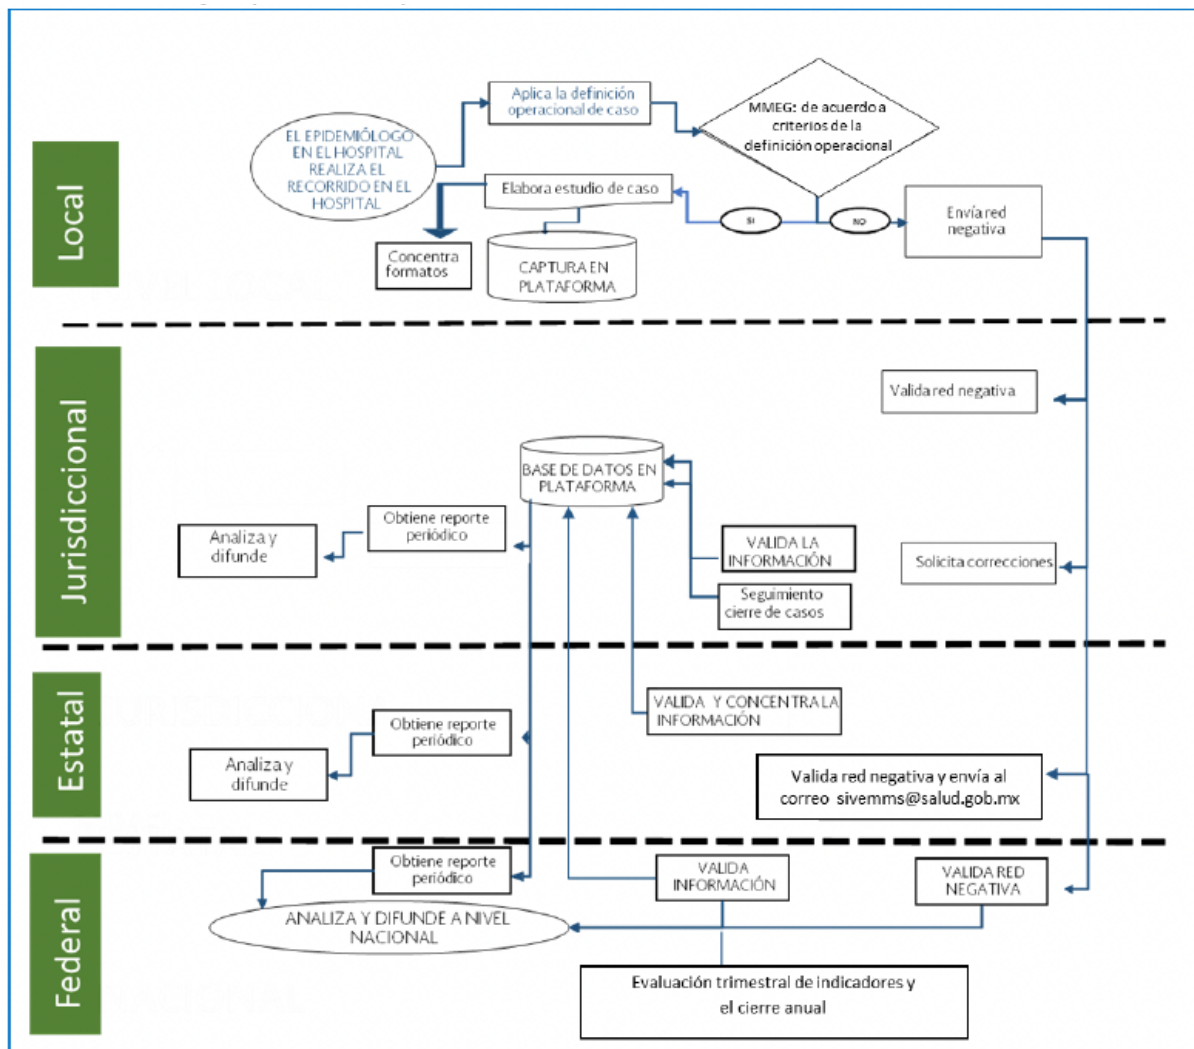 Local
EL EPIDEMIÓLOGO
EN EL HOSPITAL
REALIZA EL
RECORRIDO EN EL
HOSPITAL
Aplica la definición
operacional de caso
MMEG: de acuerdo a
criterios de la
definición operacional
Elabora estudio de caso
SI
NO
Envía red
negativa
Concentra
formatos
CAPTURA EN
PLATAFORMA
Jurisdiccional
Valida red negativa
BASE DE DATOS EN
PLATAFORMA
Obtiene reporte
periódico
Analiza y
difunde
VALIDA LA
INFORMACIÓN
Solicita correcciones
Seguimiento
cierre de casos
Estatal
VALIDA Y CONCENTRA LA
INFORMACIÓN
Obtiene reporte
periódico
Analiza y
difunde
Valida red negativa y envía al
correo sivemms@salud.gob.mx
Federal
Obtiene reporte
periódico
VALIDA
INFORMACIÓN
VALIDA RED
NEGATIVA
ANALIZA Y DIFUNDE A NIVEL
NACIONAL
Evaluación trimestral de indicadores y
el cierre anual